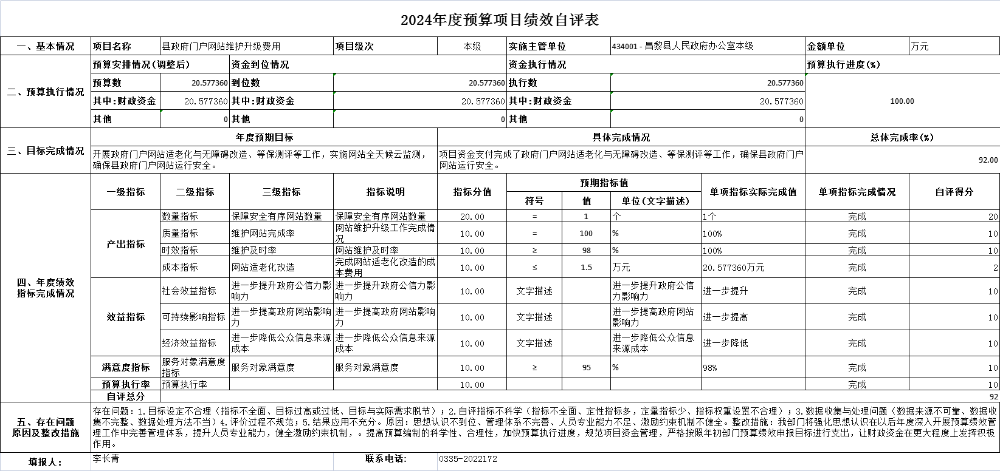 2024年度预算项目绩效自评表
一、基本情况 项目名称 县政府门户网站维护升级费用 项目级次 本级 实施主管单位 434001 - 昌黎县人民政府办公室本级 金额单位 万元
二、预算执行情况 预算安排情况(调整后) 资金到位情况 资金执行情况 预算执行进度(%)
预算数 20.577360 到位数 20.577360 执行数 20.577360 100.00
其中:财政资金 20.577360 其中:财政资金 20.577360 其中:财政资金 20.577360
其他 0 其他 0 其他 0
三、目标完成情况 年度预期目标 具体完成情况 总体完成率(%)
开展政府门户网站适老化与无障碍改造、等保测评等工作，实施网站全天候云监测，
确保县政府门户网站运行安全。
项目资金支付完成了政府门户网站适老化与无障碍改造、等保测评等工作，确保县政府门户
网站运行安全。
92.00
四、年度绩效
指标完成情况
一级指标 二级指标 三级指标 指标说明 指标分值 预期指标值 单项指标实际完成值 单项指标完成情况 自评得分
符号 值 单位(文字描述)
产出指标
数量指标 保障安全有序网站数量 保障安全有序网站数量 20.00 = 1 个 1个 完成 20
质量指标 维护网站完成率 网站维护升级工作完成情
况 10.00 = 100 % 100% 完成 10
时效指标 维护及时率 网站维护及时率 10.00 ≥ 98 % 100% 完成 10
成本指标 网站适老化改造 完成网站适老化改造的成
本费用 10.00 ≤ 1.5 万元 20.577360万元 完成 2
效益指标
社会效益指标 进一步提升政府公信力影
响力 进一步提升政府公信力影
响力 10.00 文字描述 进一步提升政府公信
力影响力 进一步提升 完成 10
可持续影响指标 进一步提高政府网站影响
力 进一步提高政府网站影响
力 10.00 文字描述 进一步提高政府网站
影响力 进一步提高 完成 10
经济效益指标 进一步降低公众信息来源
成本 进一步降低公众信息来源
成本 10.00 文字描述 进一步降低公众信息
来源成本 进一步降低 完成 10
满意度指标 服务对象满意度
指标 服务对象满意度 服务对象满意度 10.00 ≥ 95 % 98% 完成 10
预算执行率 预算执行率 10.00 完成 10
自评总分 92
五、存在问题
原因及整改措施
存在问题：1.目标设定不合理（指标不全面、目标过高或过低、目标与实际需求脱节）；2.自评指标不科学（指标不全面、定性指标多，定量指标少、指标权重设置不合理）；3.数据收集与处理问题（数据来源不可靠、数据收
集不完整、数据处理方法不当）4.评价过程不规范；5.结果应用不充分。原因：思想认识不到位、管理体系不完善、人员专业能力不足、激励约束机制不健全。整改措施：我部门将强化思想认识在以后年度深入开展预算绩效管
理工作中完善管理体系，提升人员专业能力，健全激励约束机制，。提高预算编制的科学性、合理性，加快预算执行进度，规范项目资金管理，严格按照年初部门预算绩效申报目标进行支出，让财政资金在更大程度上发挥积极
作用。
填报人： 李长青 联系电话: 0335-2022172